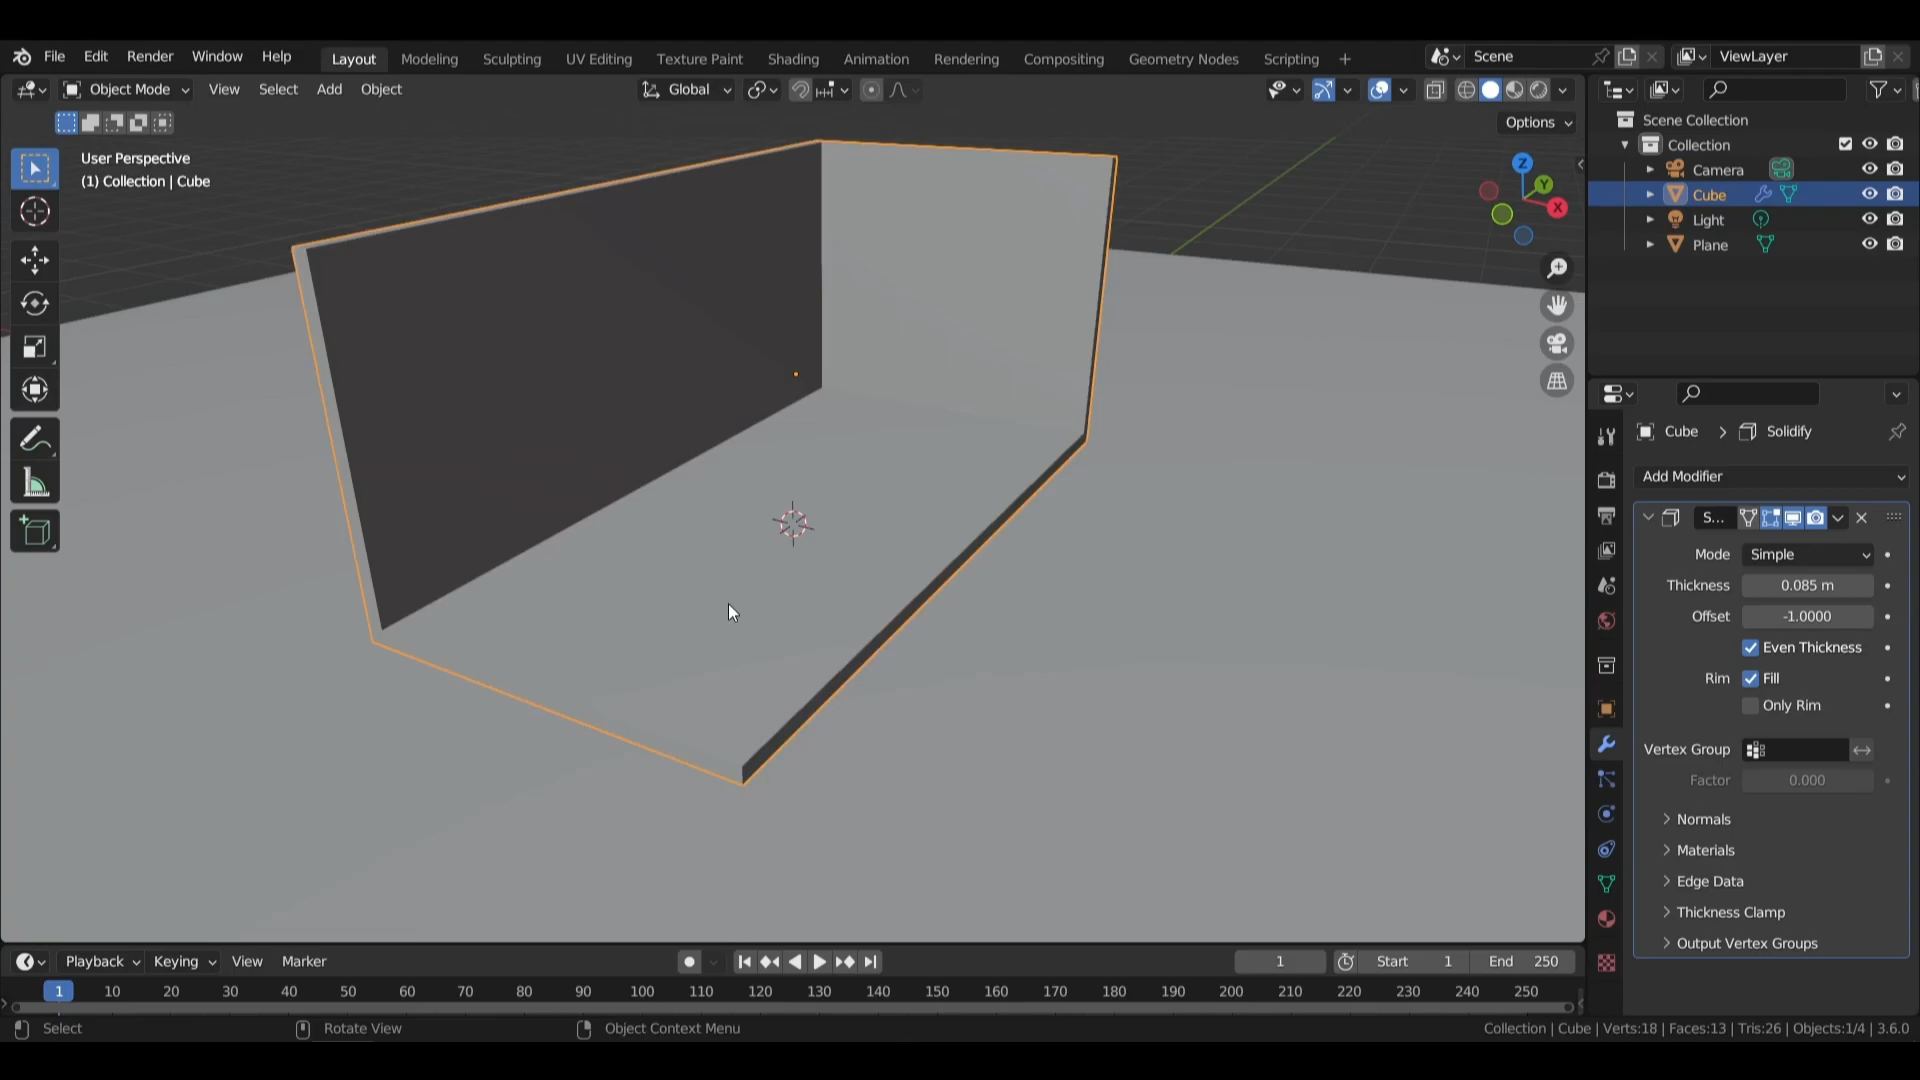 File Edit Render Window Help Layout Modeling Sculpting UV Editing Texture Paint Shading Animation Rendering Compositing Geometry Nodes Scripting + Scene ViewLayer
Object Mode View Select Add Object Global
Options
User Perspective
(1) Collection | Cube
Z
Y
X
Scene Collection
Collection
Camera
Cube
Light
Plane
Cube > Solidify
Add Modifier
S...
Mode Simple
Thickness 0.085 m
Offset -1.0000
Even Thickness
Rim Fill
Only Rim
Vertex Group
Factor 0.000
Normals
Materials
Edge Data
Thickness Clamp
Output Vertex Groups
Playback Keying View Marker 1 Start 1 End 250
1 10 20 30 40 50 60 70 80 90 100 110 120 130 140 150 160 170 180 190 200 210 220 230 240 250
Select Rotate View Object Context Menu Collection | Cube | Verts:18 | Faces:13 | Tris:26 | Objects:1/4 | 3.6.0